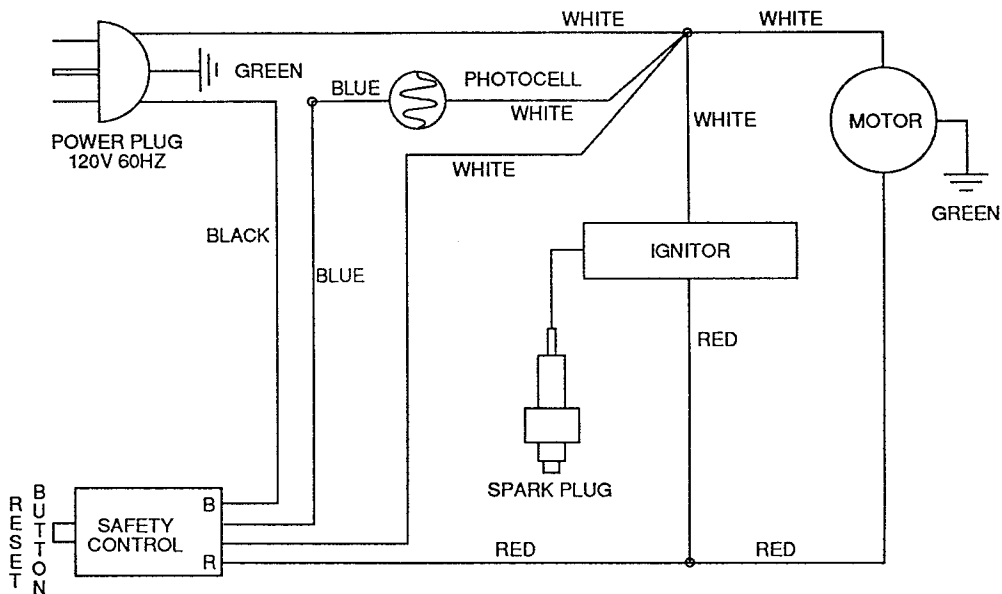 WHITE
WHITE
GREEN
BLUE
PHOTOCELL
WHITE
WHITE
MOTOR
POWER PLUG
120V 60HZ
WHITE
GREEN
BLACK
IGNITOR
BLUE
RED
SPARK PLUG
RESET
BUTTON
B
SAFETY
CONTROL
R
RED
RED